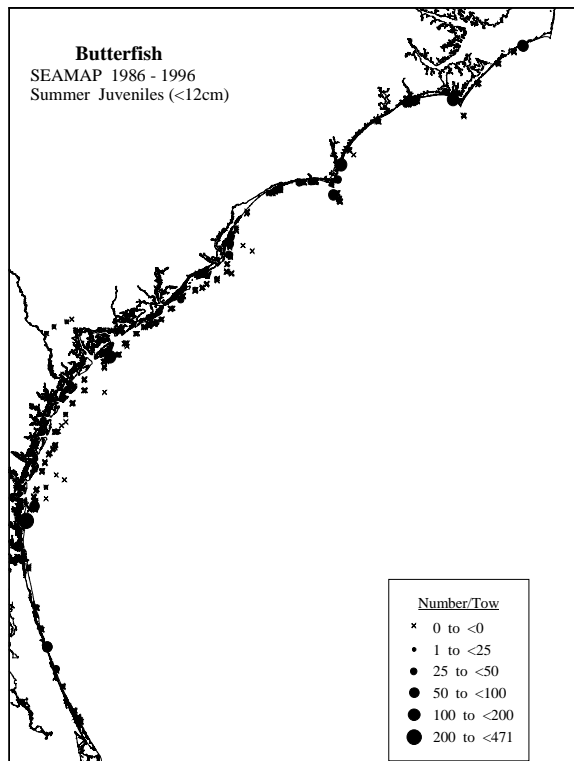 Butterfish
SEAMAP 1986 - 1996
Summer Juveniles (<12cm)
Number/Tow
0 to <0
1 to <25
25 to <50
50 to <100
100 to <200
200 to <471